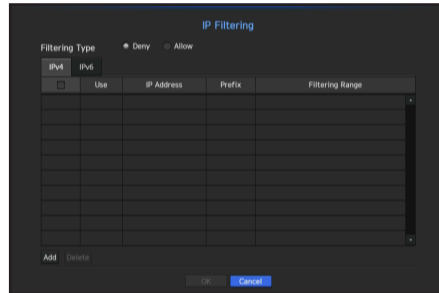 IP Filtering
Filtering Type Deny Allow
IPv4 IPv6
Use IP Address Prefix Filtering Range
Add Delete
OK Cancel